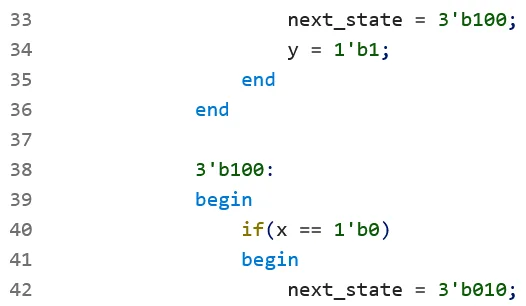 33                      next_state = 3'b100;
34                      y = 1'b1;
35                  end
36              end
37
38              3'b100:
39              begin
40                  if(x == 1'b0)
41                  begin
42                      next_state = 3'b010;